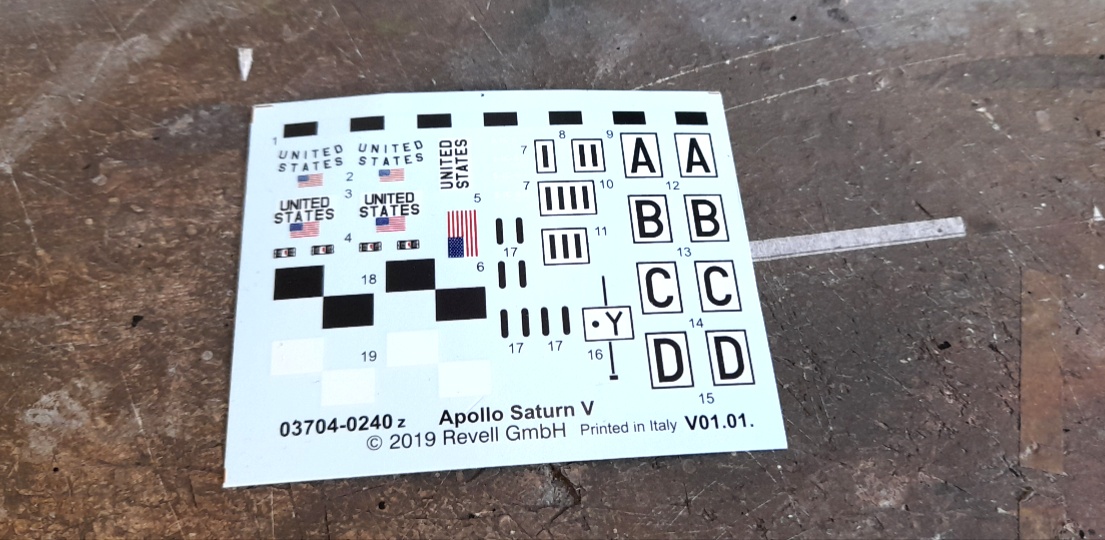 1
UNITED
STATES
UNITED
STATES
2
UNITED
STATES
5
3
UNITED
STATES
UNITED
STATES
4
6
7
I
8
II
9
7
IIII
10
III
11
A A
12
B B
13
C C
14
D D
15
17
17 17
•Y
16
18
19
03704-0240 z
Apollo Saturn V
© 2019 Revell GmbH Printed in Italy V01.01.